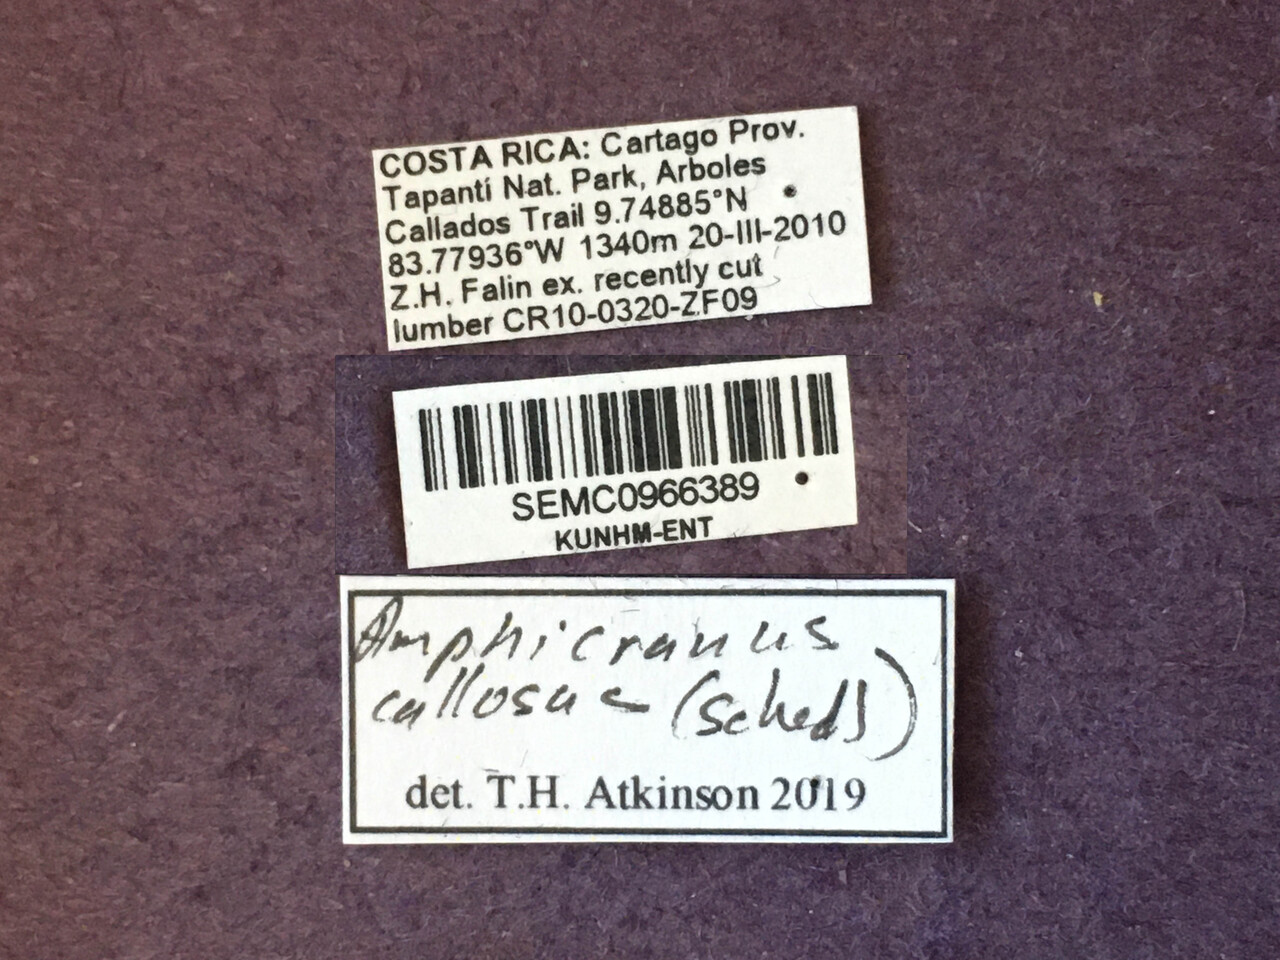 COSTA RICA: Cartago Prov.
Tapantí Nat. Park, Arboles
Callados Trail 9.74885°N
83.77936°W 1340m 20-III-2010
Z.H. Falin ex. recently cut
lumber CR10-0320-ZF09
SEMC0966389
KUNHM-ENT
Amphicranus
(Schedl)
det. T.H. Atkinson 2019